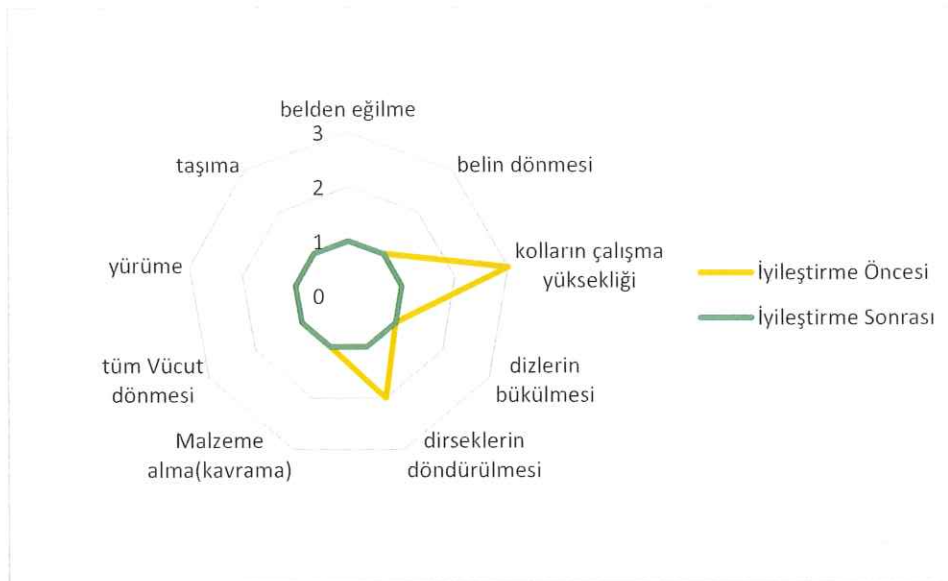 belden eğilme
3
taşıma
belin dönmesi
2
1
kolların çalışma
yüksekliği
yürüme
0
İyileştirme Öncesi
İyileştirme Sonrası
tüm Vücut
dönmesi
dizlerin
bükülmesi
Malzeme
alma(kavrama)
dirseklerin
döndürülmesi